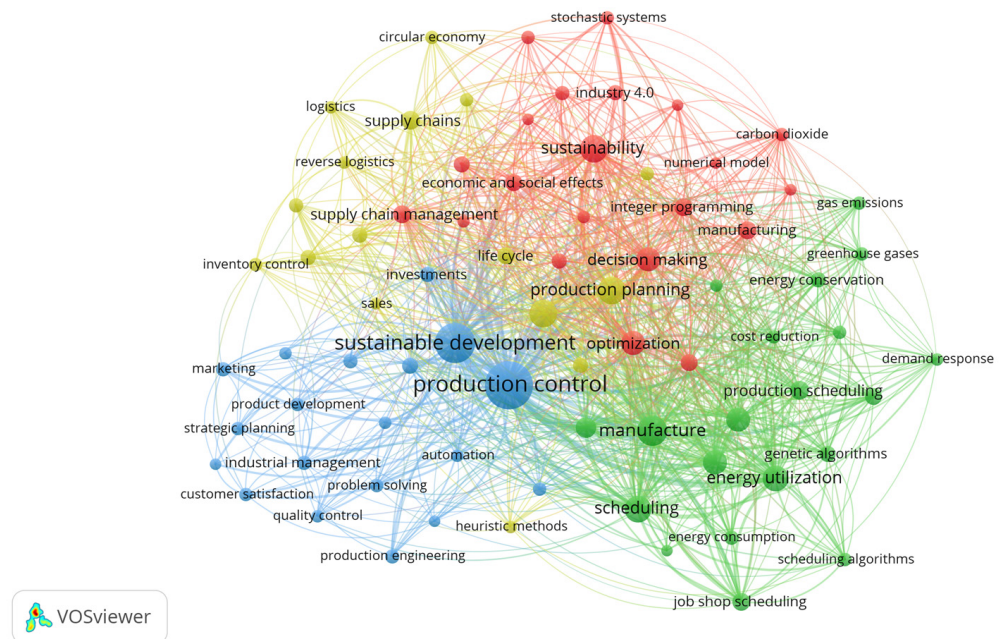 stochastic systems
circular economy
industry 4.0
logistics
supply chains
carbon dioxide
sustainability
reverse logistics
numerical model
economic and social effects
gas emissions
integer programming
supply chain management
manufacturing
greenhouse gases
life cycle
decision making
inventory control
investments
energy conservation
production planning
sales
cost reduction
sustainable development
optimization
demand response
marketing
production control
production scheduling
product development
strategic planning
manufacture
automation
genetic algorithms
industrial management
energy utilization
problem solving
customer satisfaction
scheduling
quality control
heuristic methods
energy consumption
production engineering
scheduling algorithms
job shop scheduling
VOSviewer